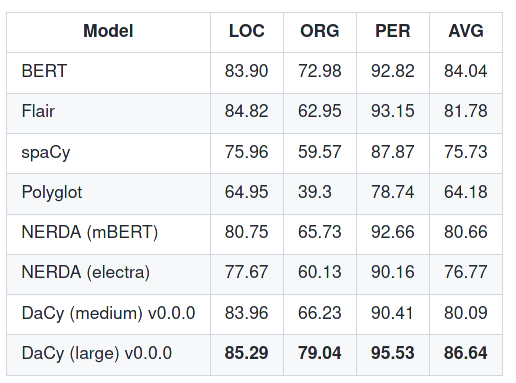 Model LOC ORG PER AVG
BERT 83.90 72.98 92.82 84.04
Flair 84.82 62.95 93.15 81.78
spaCy 75.96 59.57 87.87 75.73
Polyglot 64.95 39.3 78.74 64.18
NERDA (mBERT) 80.75 65.73 92.66 80.66
NERDA (electra) 77.67 60.13 90.16 76.77
DaCy (medium) v0.0.0 83.96 66.23 90.41 80.09
DaCy (large) v0.0.0 85.29 79.04 95.53 86.64